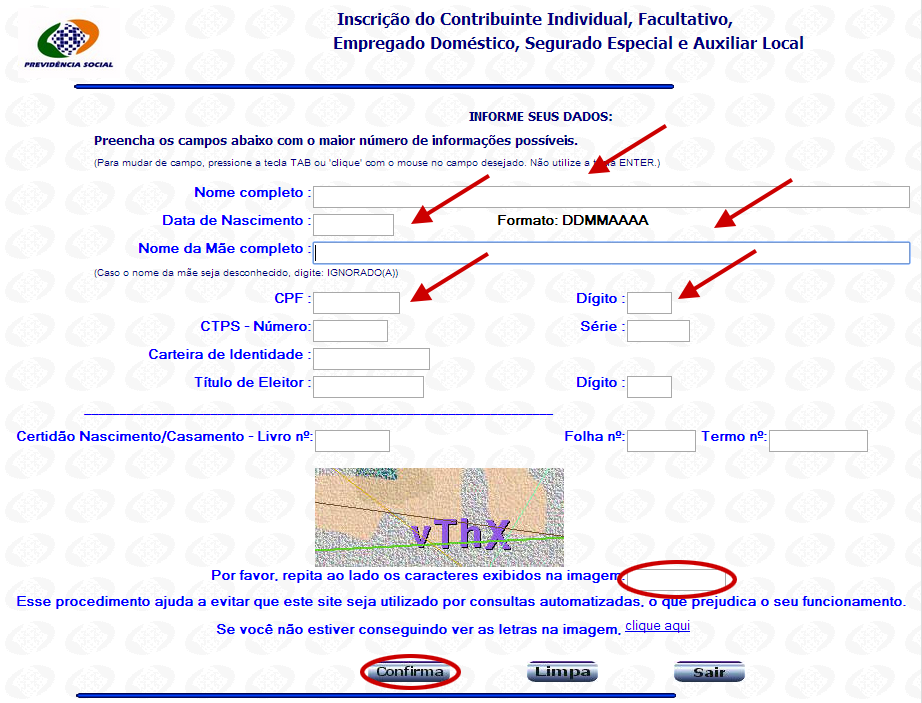 Inscrição do Contribuinte Individual, Facultativo,
Empregado Doméstico, Segurado Especial e Auxiliar Local
PREVIDÊNCIA SOCIAL
INFORME SEUS DADOS:
Preencha os campos abaixo com o maior número de informações possíveis.
(Para mudar de campo, pressione a tecla TAB ou 'clique' com o mouse no campo desejado. Não utilize a ENTER.)
Nome completo :
Data de Nascimento : Formato: DDMMAAAA
Nome da Mãe completo :
(Caso o nome da mãe seja desconhecido, digite: IGNORADO(A))
CPF : Dígito :
CTPS - Número: Série :
Carteira de Identidade :
Título de Eleitor : Dígito :
Certidão Nascimento/Casamento - Livro nº: Folha nº: Termo nº:
vThX
Por favor, repita ao lado os caracteres exibidos na imagem:
Esse procedimento ajuda a evitar que este site seja utilizado por consultas automatizadas, o que prejudica o seu funcionamento.
Se você não estiver conseguindo ver as letras na imagem, clique aqui
Confirma Limpa Sair